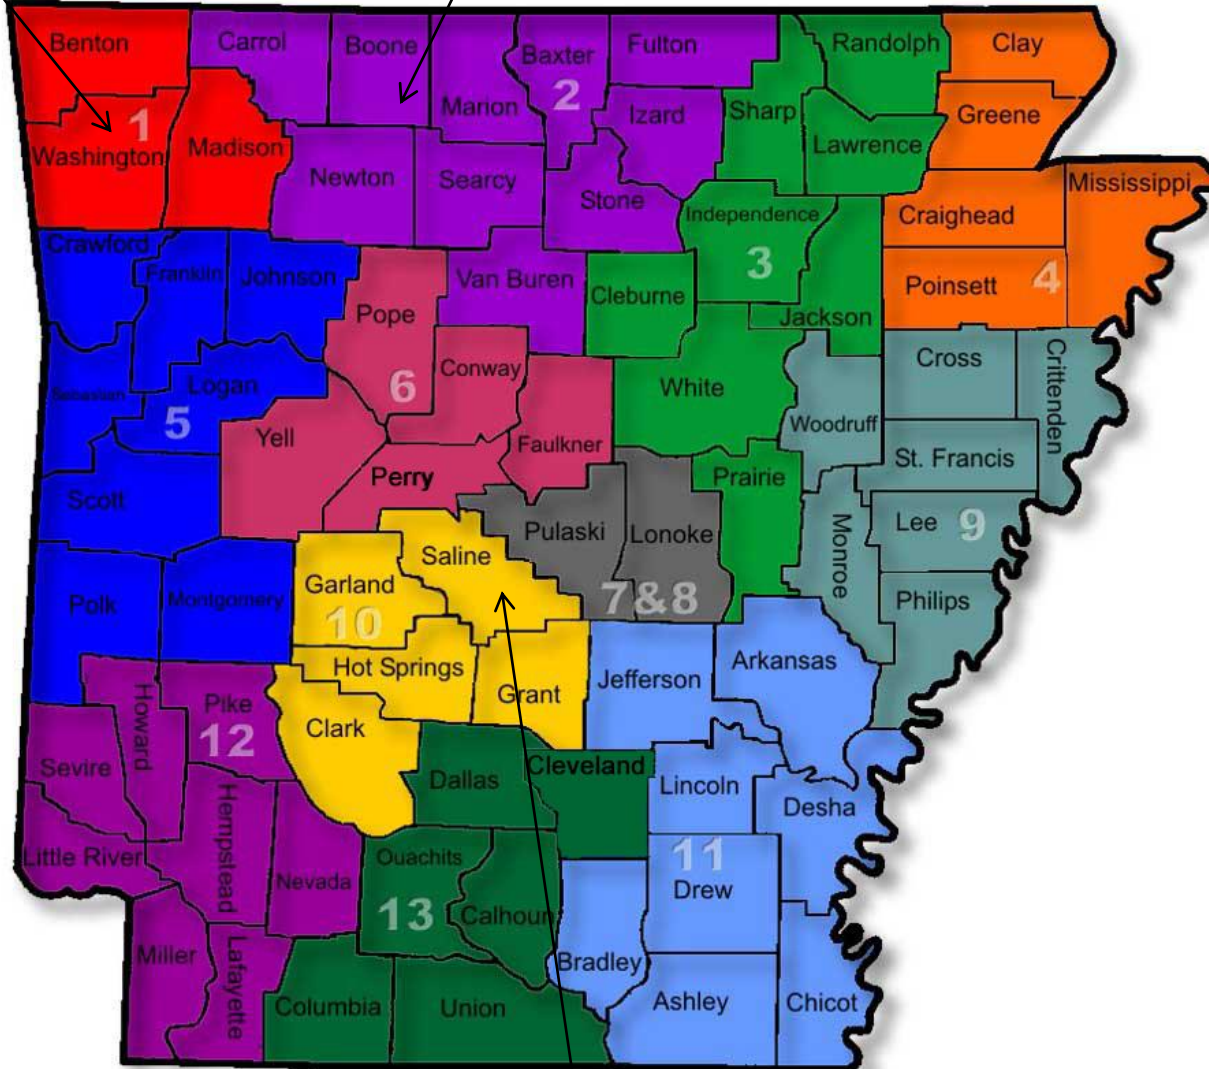 Benton
Carrol
Boone
Baxter
Fulton
Randolph
Clay
2
Marion
Izard
Sharp
Greene
1
Washington
Madison
Lawrence
Newton
Searcy
Stone
Mississippi
Independence
Craighead
3
Crawford
Franklin
Johnson
Van Buren
Cleburne
Poinsett
4
Pope
Jackson
Conway
Cross
Crittenden
6
Sebastian
Logan
5
White
Woodruff
Yell
Faulkner
St. Francis
Perry
Prairie
Scott
Pulaski
Lonoke
Monroe
Lee
9
Saline
Garland
10
7&8
Polk
Montgomery
Philips
Hot Springs
Jefferson
Arkansas
Howard
Pike
12
Grant
Clark
Sevire
Dallas
Cleveland
Lincoln
Desha
Hempstead
Little River
Nevada
Ouachits
13
Calhoun
11
Drew
Miller
Lafayette
Bradley
Columbia
Union
Ashley
Chicot